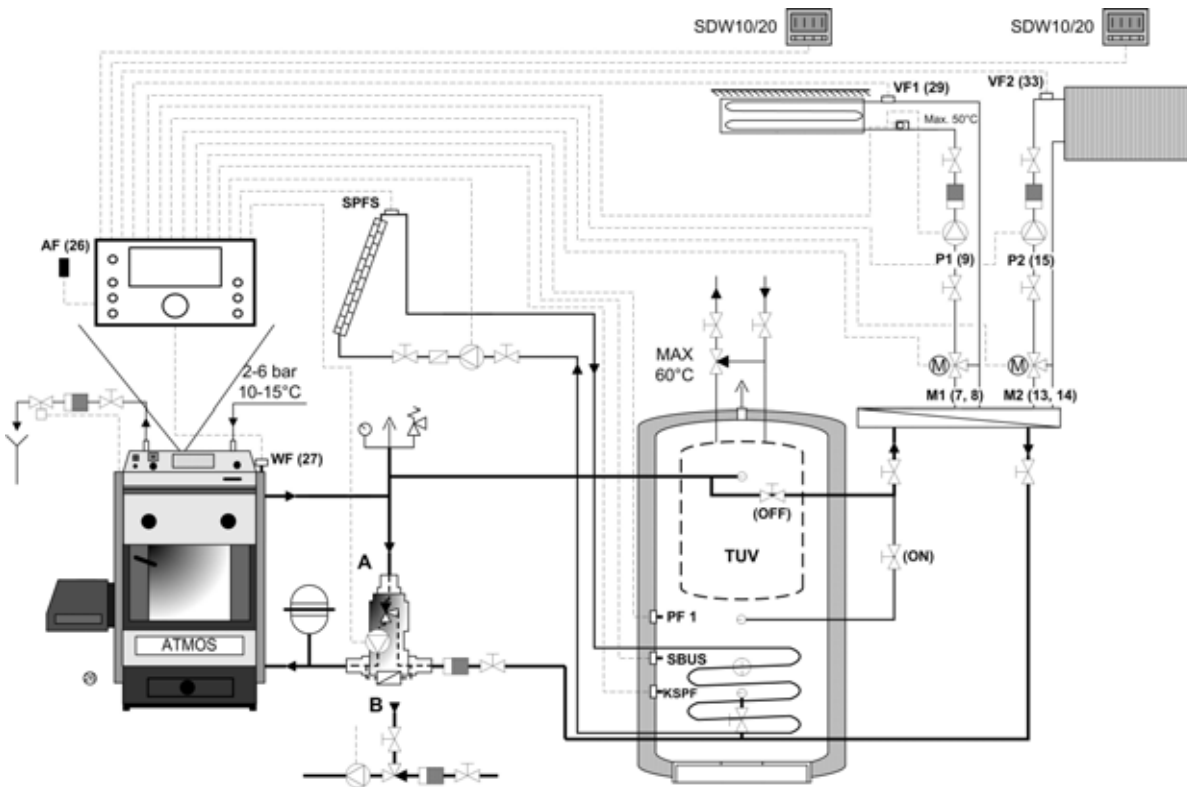 SDW10/20
SDW10/20
VF1 (29)
VF2 (33)
Max. 50°C
SPFS
AF (26)
P1 (9)
P2 (15)
2-6 bar
10-15°C
MAX
60°C
M
M
M1 (7, 8)
M2 (13, 14)
WF (27)
(OFF)
A
TUV
(ON)
PF 1
ATMOS
SBUS
KSPF
B